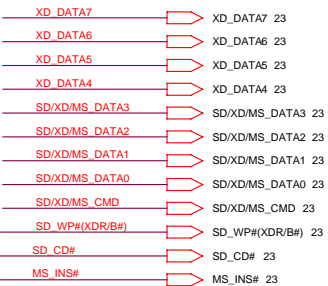 XD_DATA7 XD_DATA7 23
XD_DATA6 XD_DATA6 23
XD_DATA5 XD_DATA5 23
XD_DATA4 XD_DATA4 23
SD/XD/MS_DATA3 SD/XD/MS_DATA3 23
SD/XD/MS_DATA2 SD/XD/MS_DATA2 23
SD/XD/MS_DATA1 SD/XD/MS_DATA1 23
SD/XD/MS_DATA0 SD/XD/MS_DATA0 23
SD/XD/MS_CMD SD/XD/MS_CMD 23
SD_WP#(XDR/B#) SD_WP#(XDR/B#) 23
SD_CD# SD_CD# 23
MS_INS# MS_INS# 23